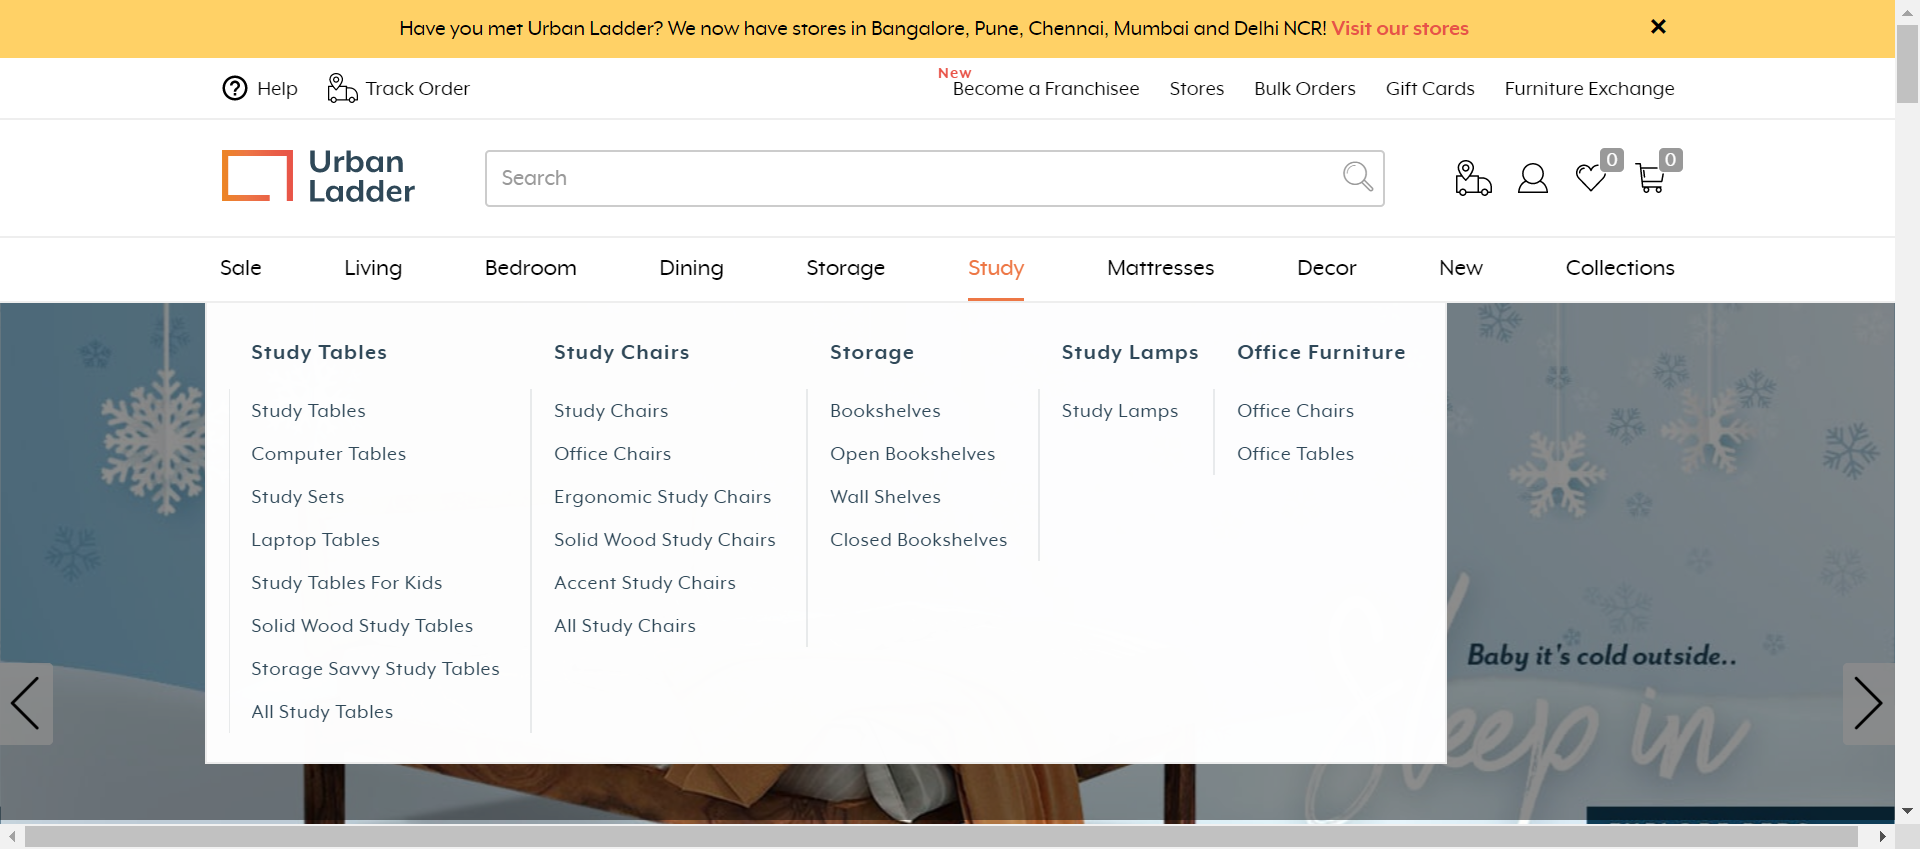 Have you met Urban Ladder? We now have stores in Bangalore, Pune, Chennai, Mumbai and Delhi NCR! Visit our stores
Help
Track Order
New
Become a Franchisee
Stores
Bulk Orders
Gift Cards
Furniture Exchange
Urban
Ladder
Search
0
0
Sale
Living
Bedroom
Dining
Storage
Study
Mattresses
Decor
New
Collections
Study Tables
Study Tables
Computer Tables
Study Sets
Laptop Tables
Study Tables For Kids
Solid Wood Study Tables
Storage Savvy Study Tables
All Study Tables
Study Chairs
Study Chairs
Office Chairs
Ergonomic Study Chairs
Solid Wood Study Chairs
Accent Study Chairs
All Study Chairs
Storage
Bookshelves
Open Bookshelves
Wall Shelves
Closed Bookshelves
Study Lamps
Study Lamps
Office Furniture
Office Chairs
Office Tables
Baby it's cold outside..
Sleep in